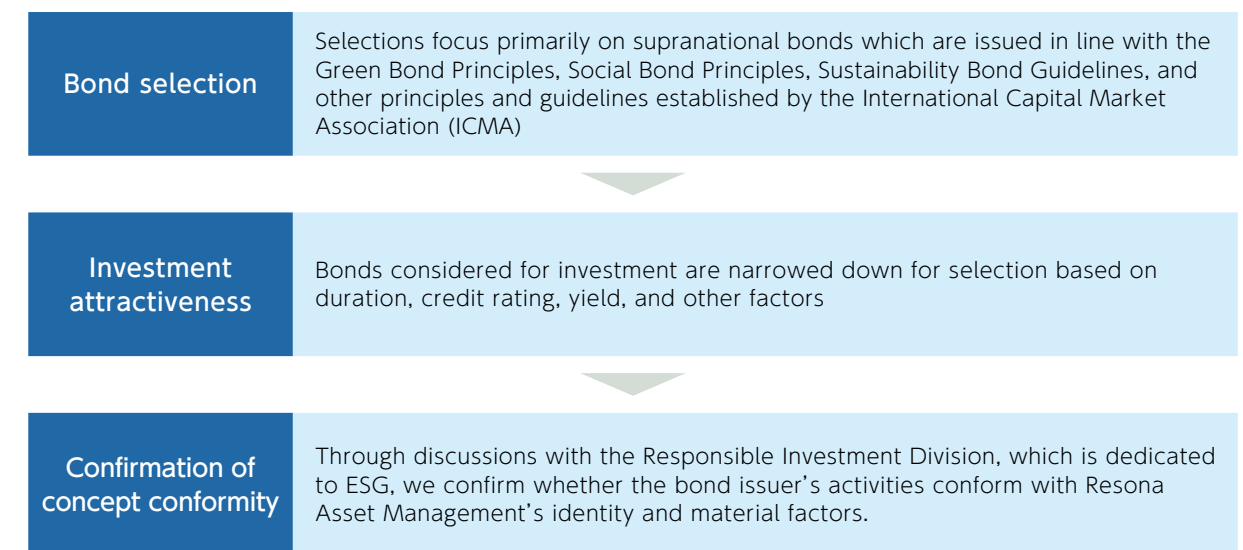 Bond selection
Selections focus primarily on supranational bonds which are issued in line with the
Green Bond Principles, Social Bond Principles, Sustainability Bond Guidelines, and
other principles and guidelines established by the International Capital Market
Association (ICMA)
Investment
attractiveness
Bonds considered for investment are narrowed down for selection based on
duration, credit rating, yield, and other factors
Confirmation of
concept conformity
Through discussions with the Responsible Investment Division, which is dedicated
to ESG, we confirm whether the bond issuer’s activities conform with Resona
Asset Management’s identity and material factors.